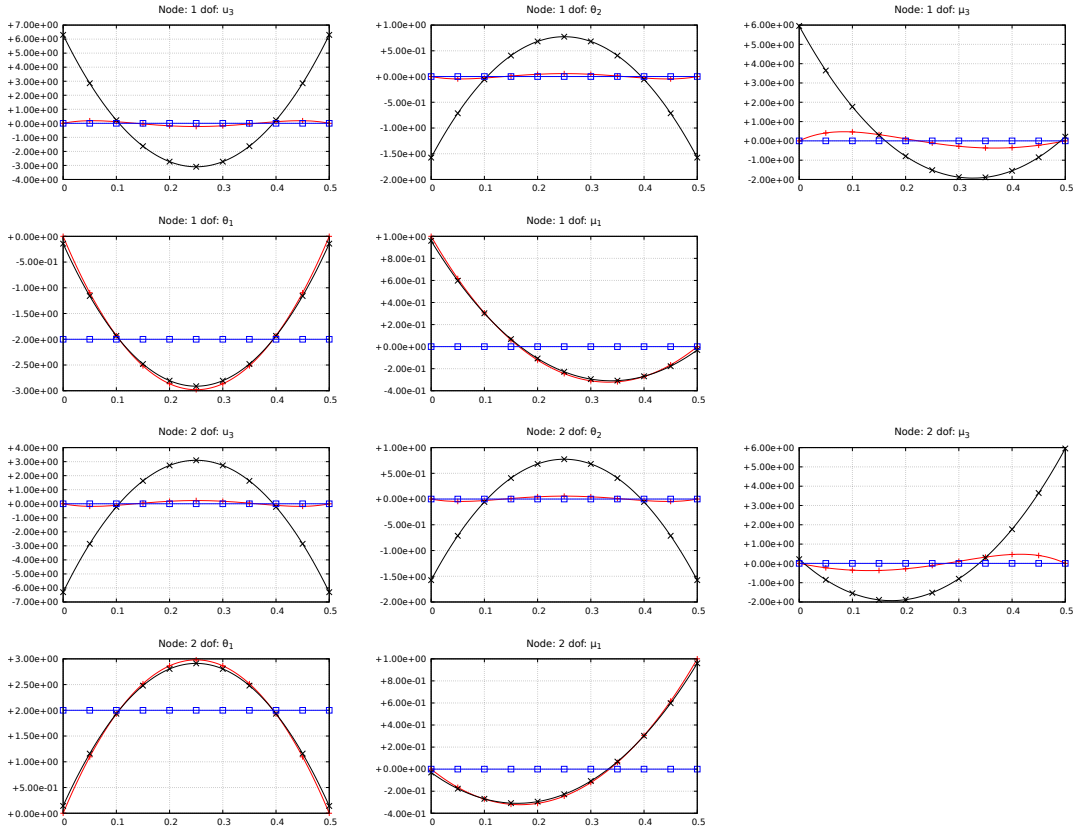 Node: 1 dof: u₃
+7.00e+00
+6.00e+00
+5.00e+00
+4.00e+00
+3.00e+00
+2.00e+00
+1.00e+00
+0.00e+00
-1.00e+00
-2.00e+00
-3.00e+00
-4.00e+00
0 0.1 0.2 0.3 0.4 0.5
Node: 1 dof: θ₂
+1.00e+00
+5.00e-01
+0.00e+00
-5.00e-01
-1.00e+00
-1.50e+00
-2.00e+00
0 0.1 0.2 0.3 0.4 0.5
Node: 1 dof: μ₃
+6.00e+00
+5.00e+00
+4.00e+00
+3.00e+00
+2.00e+00
+1.00e+00
+0.00e+00
-1.00e+00
-2.00e+00
0 0.1 0.2 0.3 0.4 0.5
Node: 1 dof: θ₁
+0.00e+00
-5.00e-01
-1.00e+00
-1.50e+00
-2.00e+00
-2.50e+00
-3.00e+00
0 0.1 0.2 0.3 0.4 0.5
Node: 1 dof: μ₁
+1.00e+00
+8.00e-01
+6.00e-01
+4.00e-01
+2.00e-01
+0.00e+00
-2.00e-01
-4.00e-01
0 0.1 0.2 0.3 0.4 0.5
Node: 2 dof: u₃
+4.00e+00
+3.00e+00
+2.00e+00
+1.00e+00
+0.00e+00
-1.00e+00
-2.00e+00
-3.00e+00
-4.00e+00
-5.00e+00
-6.00e+00
-7.00e+00
0 0.1 0.2 0.3 0.4 0.5
Node: 2 dof: θ₂
+1.00e+00
+5.00e-01
+0.00e+00
-5.00e-01
-1.00e+00
-1.50e+00
-2.00e+00
0 0.1 0.2 0.3 0.4 0.5
Node: 2 dof: μ₃
+6.00e+00
+5.00e+00
+4.00e+00
+3.00e+00
+2.00e+00
+1.00e+00
+0.00e+00
-1.00e+00
-2.00e+00
0 0.1 0.2 0.3 0.4 0.5
Node: 2 dof: θ₁
+3.00e+00
+2.50e+00
+2.00e+00
+1.50e+00
+1.00e+00
+5.00e-01
+0.00e+00
0 0.1 0.2 0.3 0.4 0.5
Node: 2 dof: μ₁
+1.00e+00
+8.00e-01
+6.00e-01
+4.00e-01
+2.00e-01
+0.00e+00
-2.00e-01
-4.00e-01
0 0.1 0.2 0.3 0.4 0.5